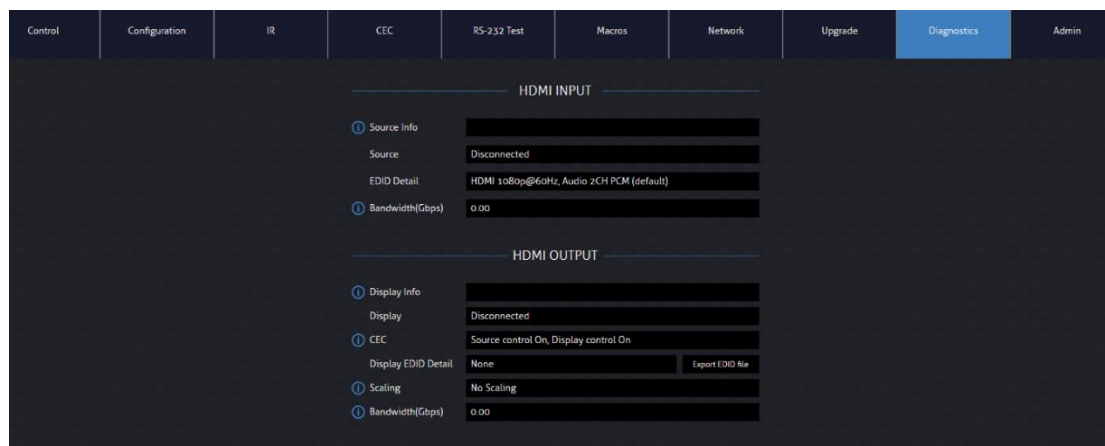 Control Configuration IR CEC RS-232 Test Macros Network Upgrade Diagnostics Admin
HDMI INPUT
Source Info
Source Disconnected
EDID Detail HDMI 1080p@60Hz, Audio 2CH PCM (default)
Bandwidth(Gbps) 0.00
HDMI OUTPUT
Display Info
Display Disconnected
CEC Source control On, Display control On
Display EDID Detail None Export EDID file
Scaling No Scaling
Bandwidth(Gbps) 0.00